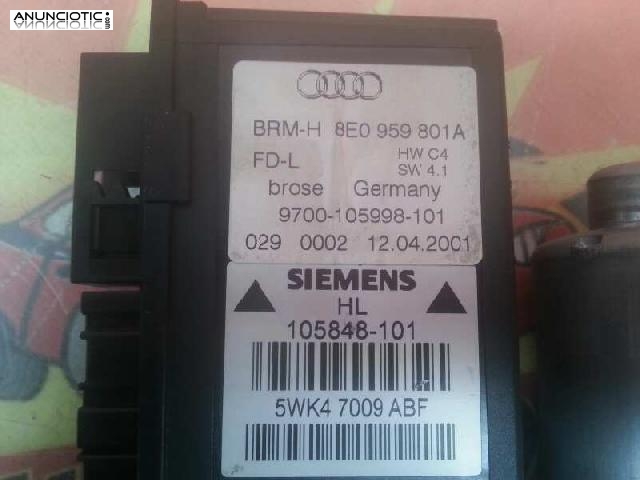 ANUNCIOTIC.es
BRM-H 8E0 959 801A
FD-L HW C4
SW 4.1
brose Germany
9700-105998-101
029 0002 12.04.2001
SIEMENS
HL
105848-101
5WK4 7009 ABF